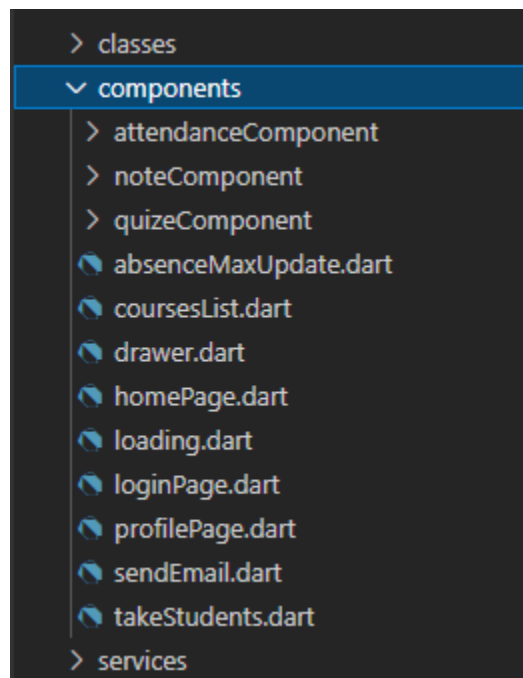 classes
components
attendanceComponent
noteComponent
quizeComponent
absenceMaxUpdate.dart
coursesList.dart
drawer.dart
homePage.dart
loading.dart
loginPage.dart
profilePage.dart
sendEmail.dart
takeStudents.dart
services